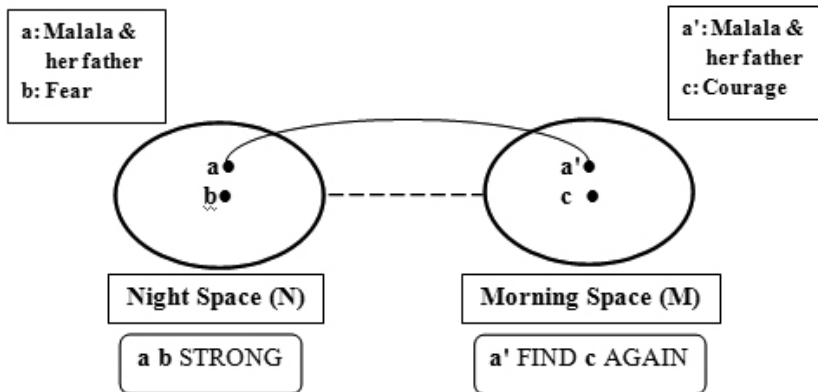 a: Malala &
her father
b: Fear
a': Malala &
her father
c: Courage
a
b
a'
c
Night Space (N)
Morning Space (M)
a b STRONG
a' FIND c AGAIN